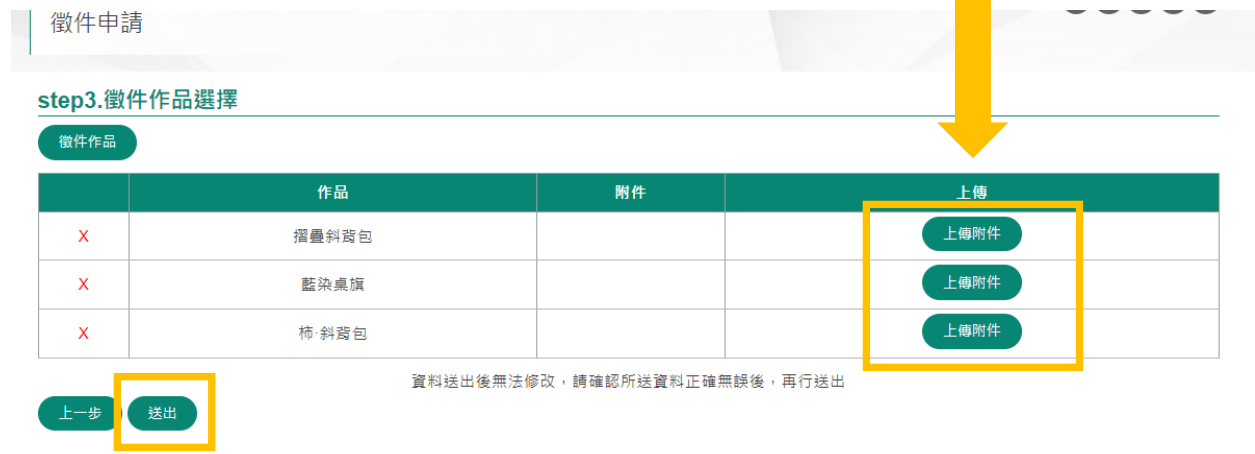 徵件申請
step3.徵件作品選擇
徵件作品
作品 附件 上傳
X 摺疊斜背包 上傳附件
X 藍染桌旗 上傳附件
X 柿·斜背包 上傳附件
資料送出後無法修改，請確認所送資料正確無誤後，再行送出
上一步 送出